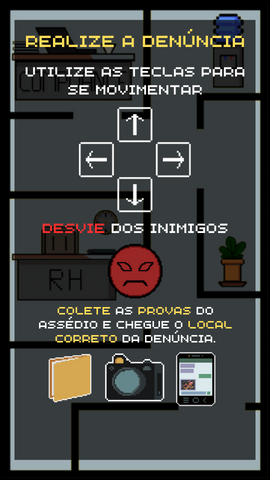 REALIZE A DENÚNCIA
UTILIZE AS TECLAS PARA
SE MOVIMENTAR
COMPLIANCE
DESVIE DOS INIMIGOS
RH
COLETE AS PROVAS DO
ASSÉDIO E CHEGUE O LOCAL
CORRETO DA DENÚNCIA.